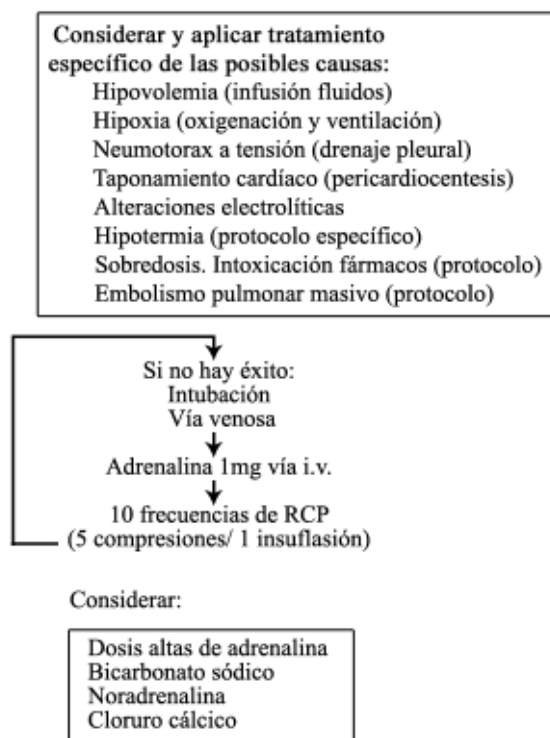 Considerar y aplicar tratamiento
específico de las posibles causas:
Hipovolemia (infusión fluidos)
Hipoxia (oxigenación y ventilación)
Neumotorax a tensión (drenaje pleural)
Taponamiento cardíaco (pericardiocentesis)
Alteraciones electrolíticas
Hipotermia (protocolo específico)
Sobredosis. Intoxicación fármacos (protocolo)
Embolismo pulmonar masivo (protocolo)
Si no hay éxito:
Intubación
Vía venosa
Adrenalina 1mg vía i.v.
10 frecuencias de RCP
(5 compresiones/ 1 insuflasión)
Considerar:
Dosis altas de adrenalina
Bicarbonato sódico
Noradrenalina
Cloruro cálcico